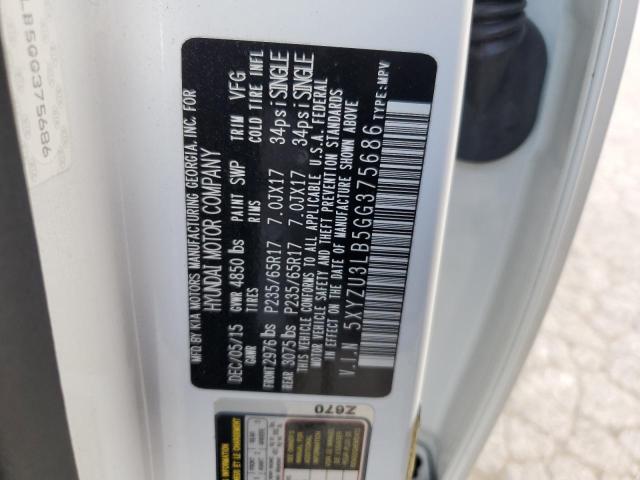 MFD BY KIA MOTORS MANUFACTURING GEORGIA, INC. FOR
HYUNDAI MOTOR COMPANY
DEC/05/15 GVWR 4850 lbs PAINT SWP TRIM VFG
GAWR TIRES RIMS COLD TIRE INFL
FRONT 2976 lbs P235/65R17 7.0JX17 34psi SINGLE
REAR 3075 lbs P235/65R17 7.0JX17 34psi SINGLE
THIS VEHICLE CONFORMS TO ALL APPLICABLE U.S.A. FEDERAL
MOTOR VEHICLE SAFETY AND THEFT PREVENTION STANDARDS
IN EFFECT ON THE DATE OF MANUFACTURE SHOWN ABOVE
V.I.N 5XYZU3LB5GG375686 TYPE:MPV
LB5GG375686
Z670